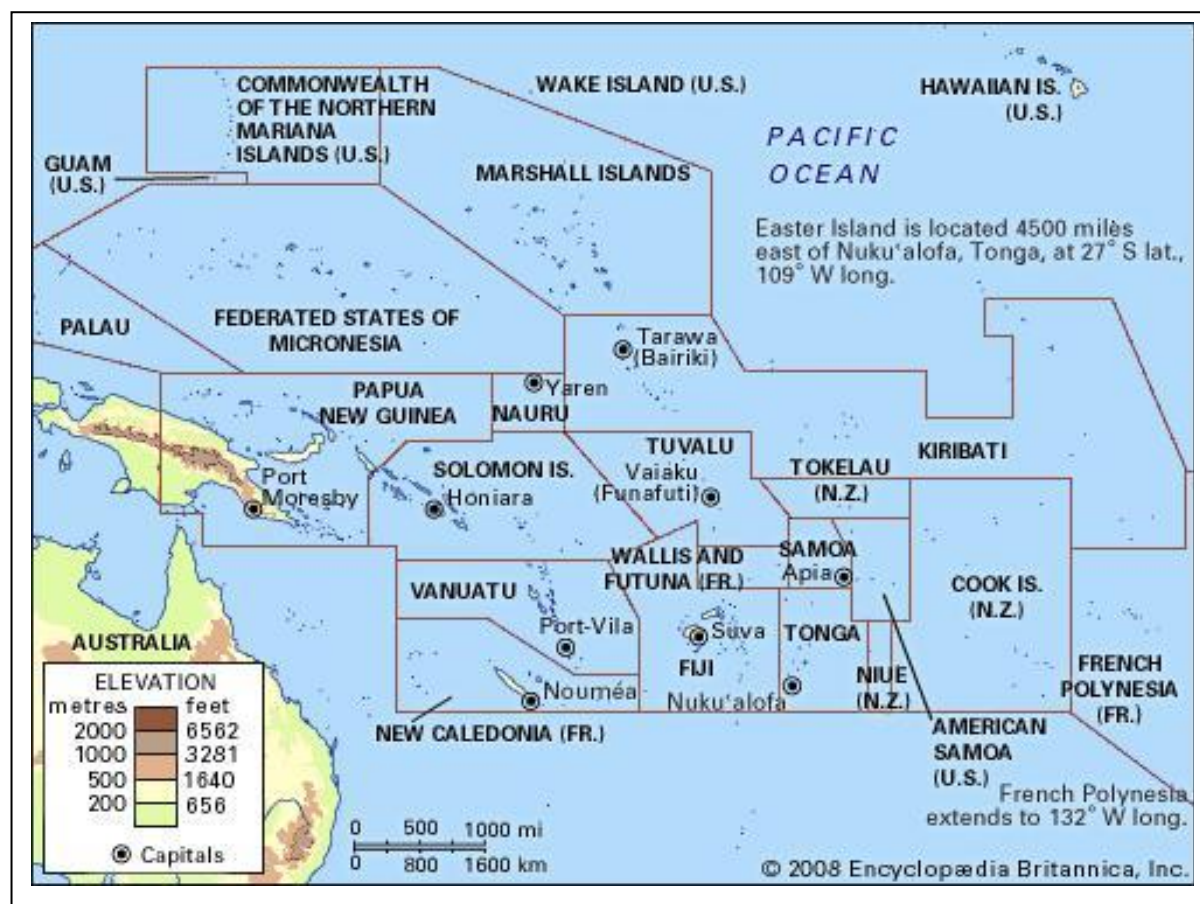 COMMONWEALTH
OF THE NORTHERN
MARIANA
ISLANDS (U.S.)
WAKE ISLAND (U.S.)
HAWAIIAN IS.
(U.S.)
PACIFIC
OCEAN
GUAM
(U.S.)
MARSHALL ISLANDS
Easter Island is located 4500 miles
east of Nukuʻalofa, Tonga, at 27° S lat.,
109° W long.
PALAU
FEDERATED STATES OF
MICRONESIA
Tarawa
(Bairiki)
PAPUA
NEW GUINEA
Yaren
NAURU
TUVALU
KIRIBATI
SOLOMON IS.
Vaiaku
(Funafuti)
TOKELAU
(N.Z.)
Port
Moresby
Honiara
WALLIS AND
FUTUNA (FR.)
SAMOA
Apia
VANUATU
COOK IS.
(N.Z.)
AUSTRALIA
Port-Vila
Suva
TONGA
FIJI
NIUE
(N.Z.)
FRENCH
POLYNESIA
(FR.)
Nouméa
Nukuʻalofa
NEW CALEDONIA (FR.)
AMERICAN
SAMOA
(U.S.)
ELEVATION
metres feet
2000 6562
1000 3281
500 1640
200 656
Capitals
French Polynesia
extends to 132° W long.
0 500 1000 mi
0 800 1600 km
© 2008 Encyclopædia Britannica, Inc.